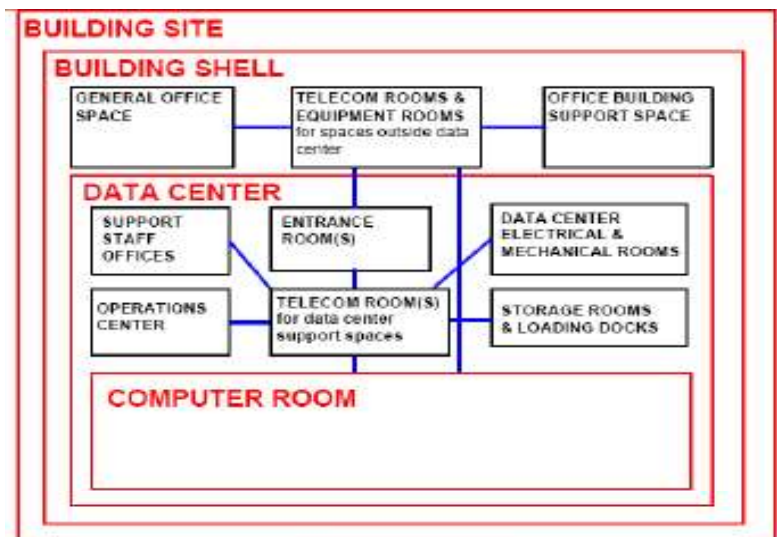 BUILDING SITE
BUILDING SHELL
GENERAL OFFICE
SPACE
TELECOM ROOMS &
EQUIPMENT ROOMS
for spaces outside data
center
OFFICE BUILDING
SUPPORT SPACE
DATA CENTER
SUPPORT
STAFF
OFFICES
ENTRANCE
ROOM(S)
DATA CENTER
ELECTRICAL &
MECHANICAL ROOMS
OPERATIONS
CENTER
TELECOM ROOM(S)
for data center
support spaces
STORAGE ROOMS
& LOADING DOCKS
COMPUTER ROOM